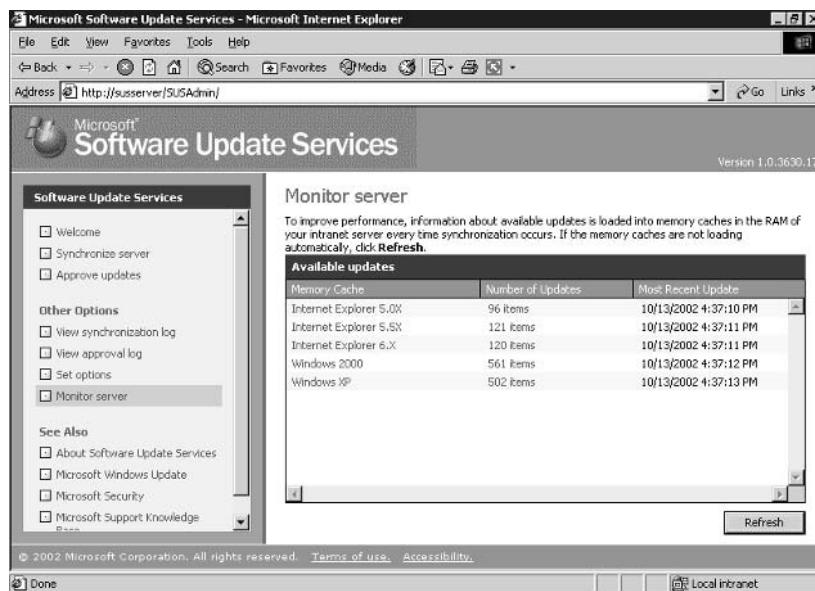 Microsoft Software Update Services - Microsoft Internet Explorer
File Edit View Favorites Tools Help
Back Search Favorites Media
Address http://susserver/SUSAdmin/ Go Links
Microsoft
Software Update Services
Version 1.0.3630.1
Software Update Services
Welcome
Synchronize server
Approve updates
Other Options
View synchronization log
View approval log
Set options
Monitor server
See Also
About Software Update Services
Microsoft Windows Update
Microsoft Security
Microsoft Support Knowledge
Monitor server
To improve performance, information about available updates is loaded into memory caches in the RAM of
your intranet server every time synchronization occurs. If the memory caches are not loading
automatically, click Refresh.
Available updates
Memory Cache Number of Updates Most Recent Update
Internet Explorer 5.0X 96 items 10/13/2002 4:37:10 PM
Internet Explorer 5.5X 121 items 10/13/2002 4:37:11 PM
Internet Explorer 6.X 120 items 10/13/2002 4:37:11 PM
Windows 2000 561 items 10/13/2002 4:37:12 PM
Windows XP 502 items 10/13/2002 4:37:13 PM
Refresh
© 2002 Microsoft Corporation. All rights reserved. Terms of use. Accessibility.
Done Local intranet